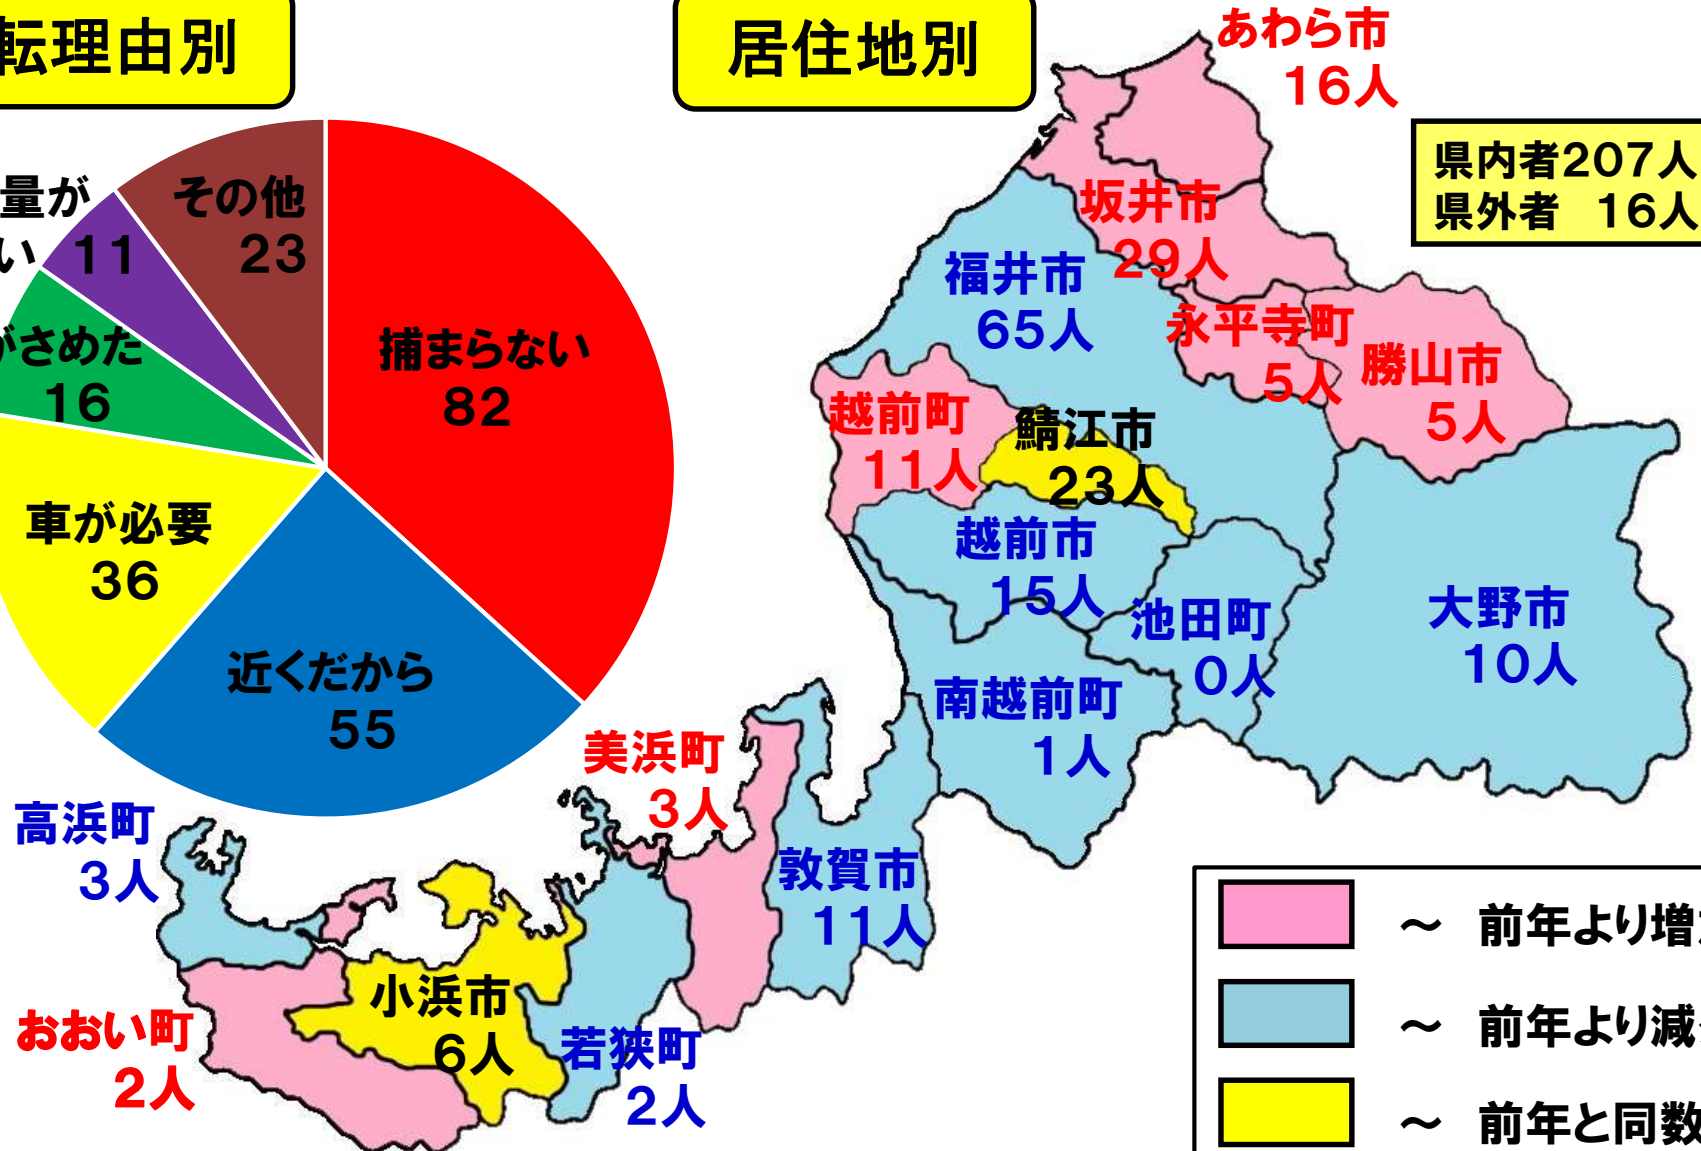 転理由別
居住地別
あわら市
16人
県内者207人
県外者 16人
その他
23
量が
い 11
がさめた
16
捕まらない
82
車が必要
36
近くだから
55
坂井市
29人
福井市
65人
永平寺町
5人
勝山市
5人
越前町
11人
鯖江市
23人
越前市
15人
池田町
0人
大野市
10人
南越前町
1人
美浜町
3人
高浜町
3人
敦賀市
11人
小浜市
6人
おおい町
2人
若狭町
2人
～ 前年より増
～ 前年より減
～ 前年と同数